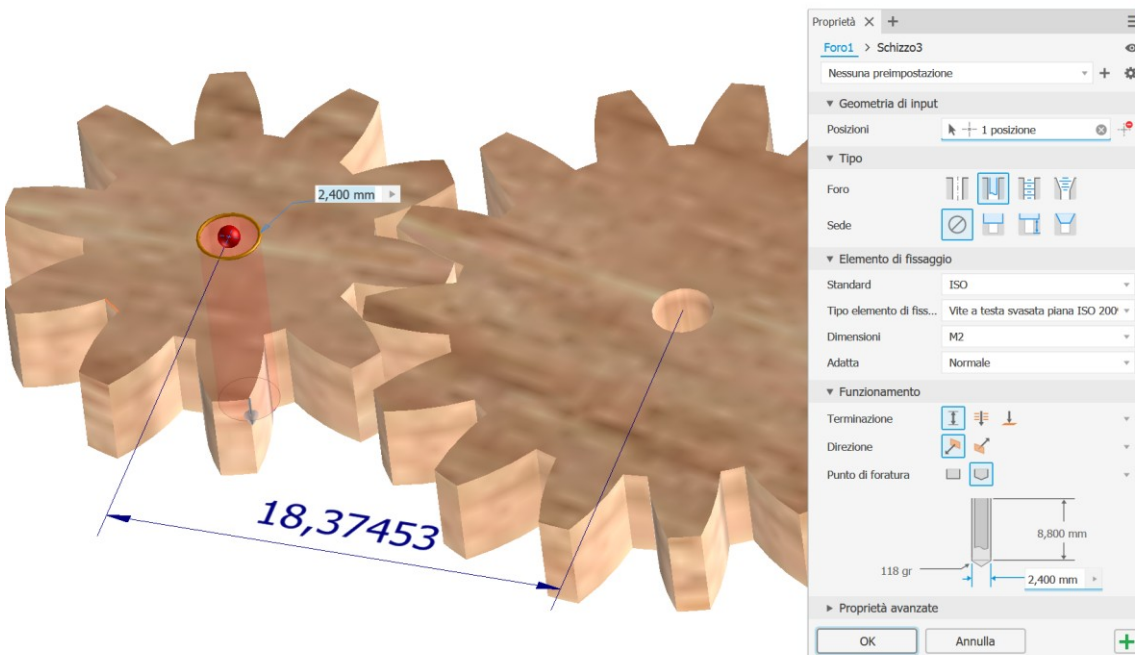 2,400 mm
18,37453
Proprietà
Foro1 > Schizzo3
Nessuna preimpostazione
Geometria di input
Posizioni 1 posizione
Tipo
Foro
Sede
Elemento di fissaggio
Standard ISO
Tipo elemento di fiss... Vite a testa svasata piana ISO 200
Dimensioni M2
Adatta Normale
Funzionamento
Terminazione
Direzione
Punto di foratura
8,800 mm
118 gr
2,400 mm
Proprietà avanzate
OK Annulla